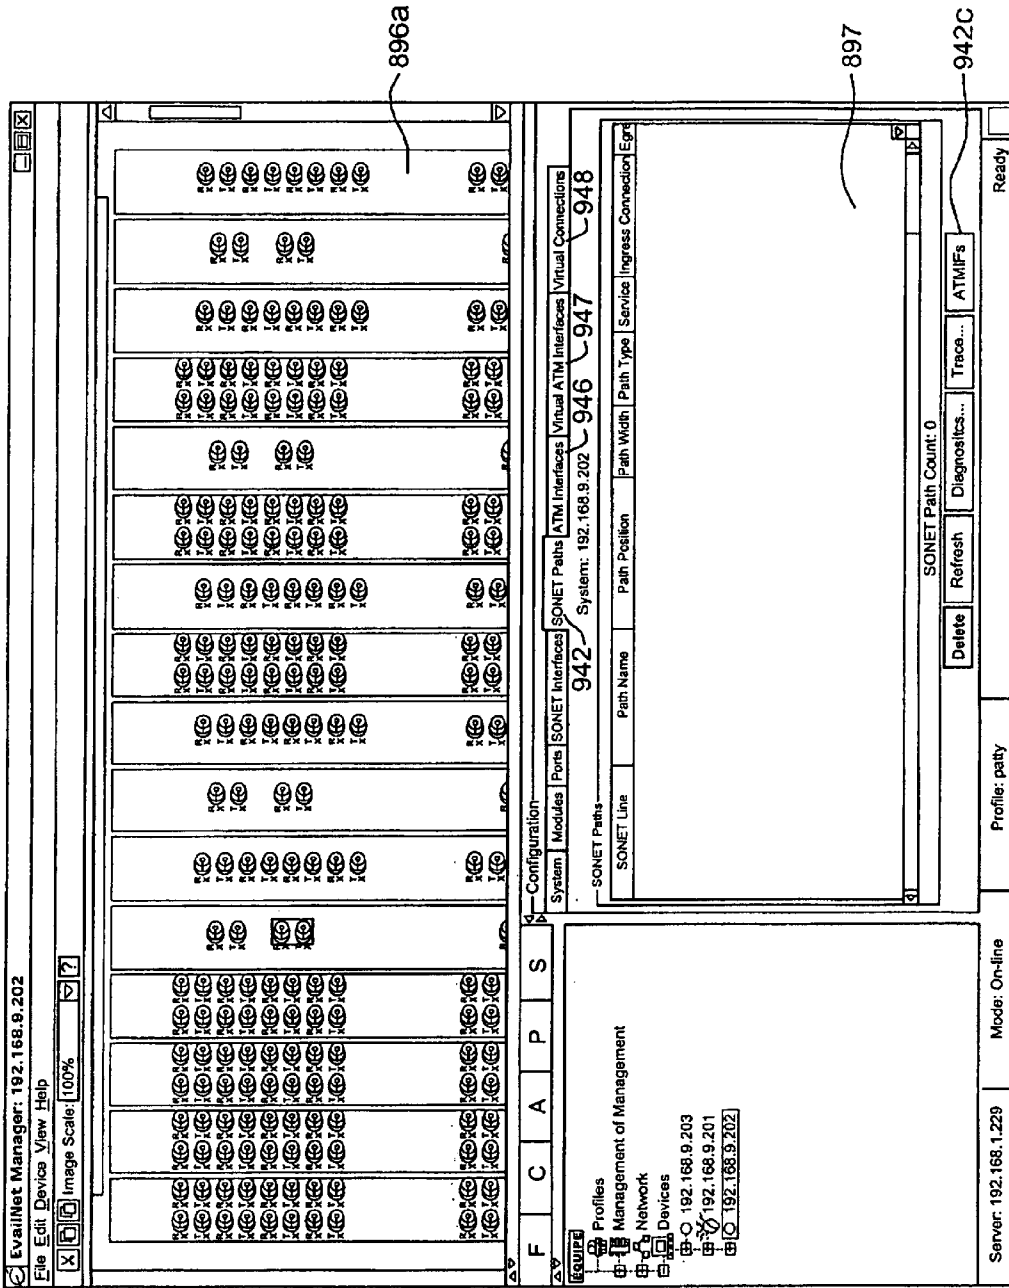 EvailNet Manager: 192.168.9.202
File Edit Device View Help
X Image Scale: 100% ?
896a
F C A P S
EQUIPE
Profiles
Management of Management
Network
Devices
192.168.9.203
192.168.9.201
192.168.9.202
Configuration
System Modules Ports SONET Interfaces SONET Paths ATM Interfaces Virtual ATM Interfaces Virtual Connections
942 System: 192.168.9.202 946 947 948
SONET Paths
SONET Line Path Name Path Position Path Width Path Type Service Ingress Connection Egre
897
SONET Path Count: 0
Delete Refresh Diagnositcs... Trace... ATMIFs
942C
Server: 192.168.1.229 Mode: On-line Profile: patty Ready